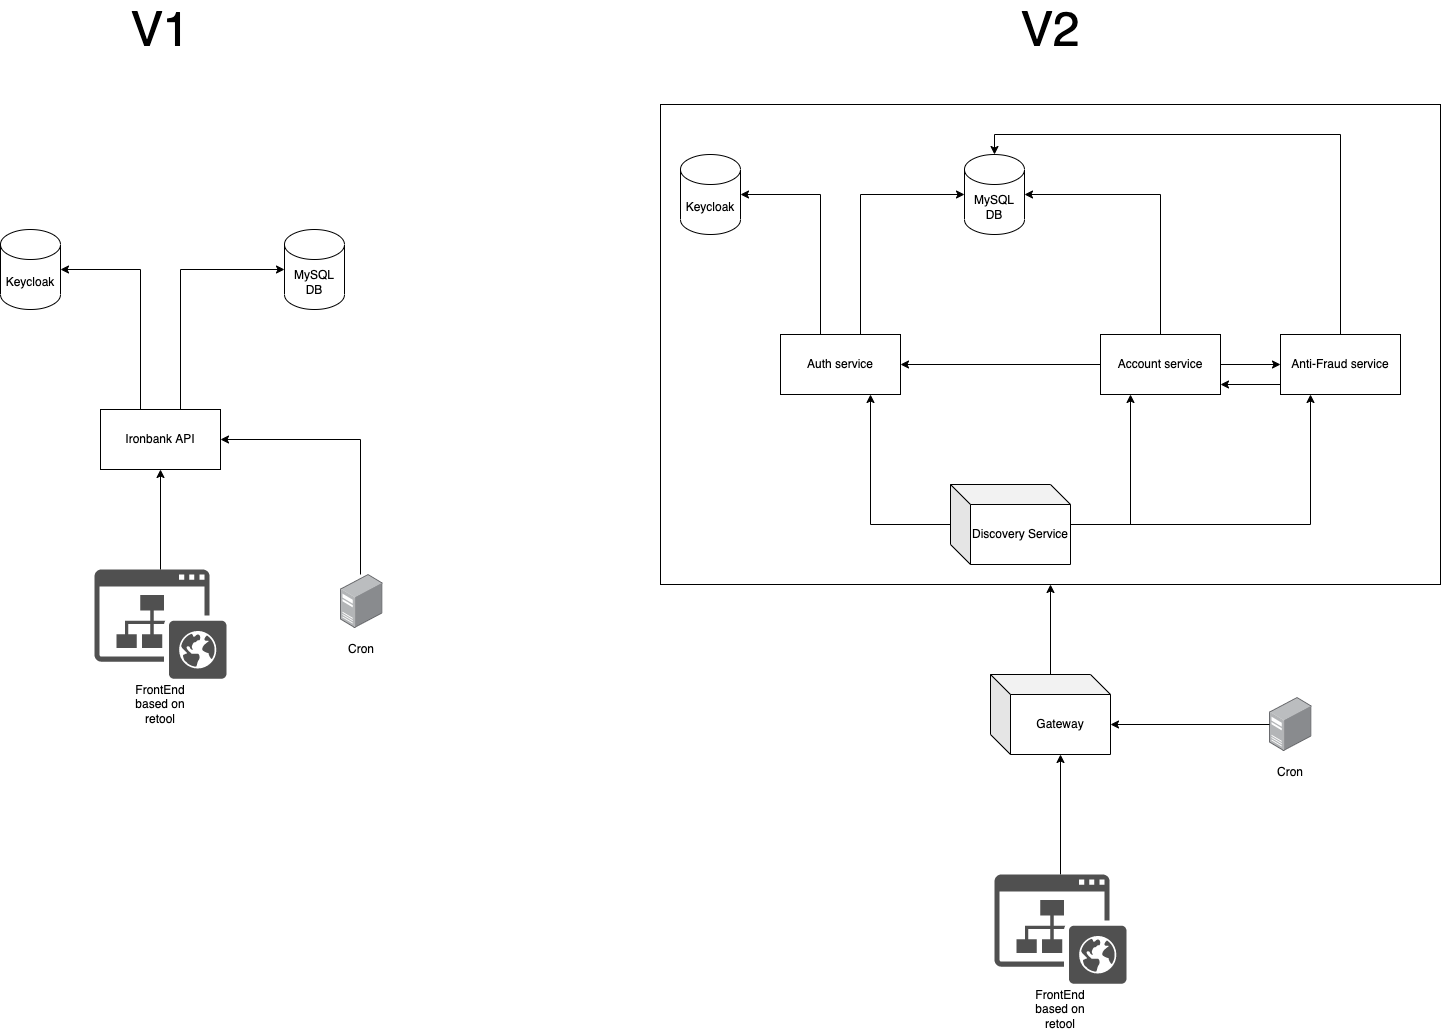 V1
V2
Keycloak
MySQL
DB
Ironbank API
FrontEnd
based on
retool
Cron
Keycloak
MySQL
DB
Auth service
Account service
Anti-Fraud service
Discovery Service
Gateway
Cron
FrontEnd
based on
retool